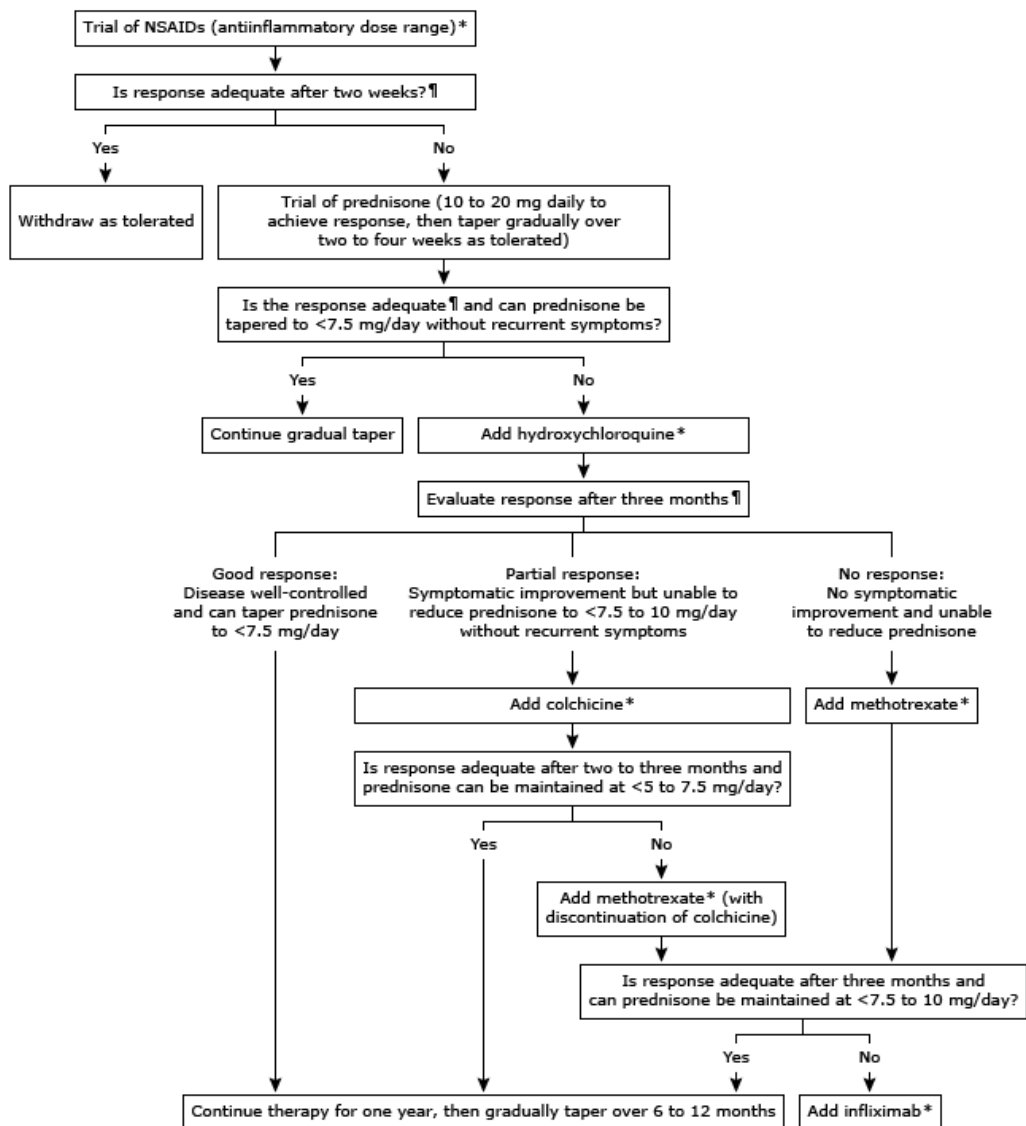 Trial of NSAIDs (antiinflammatory dose range)*
Is response adequate after two weeks?¶
Yes
No
Withdraw as tolerated
Trial of prednisone (10 to 20 mg daily to
achieve response, then taper gradually over
two to four weeks as tolerated)
Is the response adequate¶ and can prednisone be
tapered to <7.5 mg/day without recurrent symptoms?
Yes
No
Continue gradual taper
Add hydroxychloroquine*
Evaluate response after three months¶
Good response:
Disease well-controlled
and can taper prednisone
to <7.5 mg/day
Partial response:
Symptomatic improvement but unable to
reduce prednisone to <7.5 to 10 mg/day
without recurrent symptoms
No response:
No symptomatic
improvement and unable
to reduce prednisone
Add colchicine*
Add methotrexate*
Is response adequate after two to three months and
prednisone can be maintained at <5 to 7.5 mg/day?
Yes
No
Add methotrexate* (with
discontinuation of colchicine)
Is response adequate after three months and
can prednisone be maintained at <7.5 to 10 mg/day?
Yes
No
Continue therapy for one year, then gradually taper over 6 to 12 months
Add infliximab*